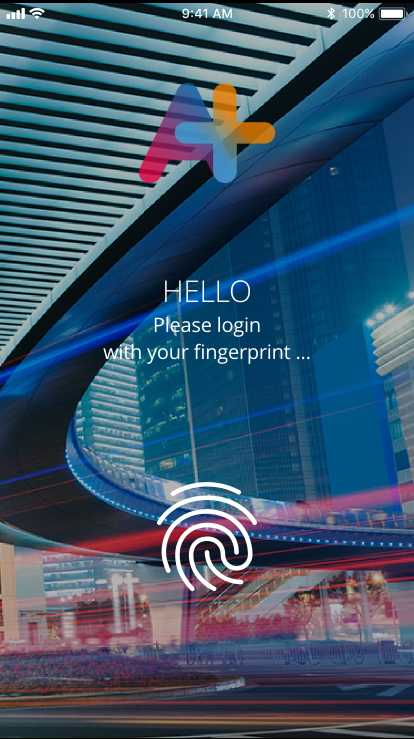 9:41 AM
100%
A+
HELLO
Please login
with your fingerprint ...